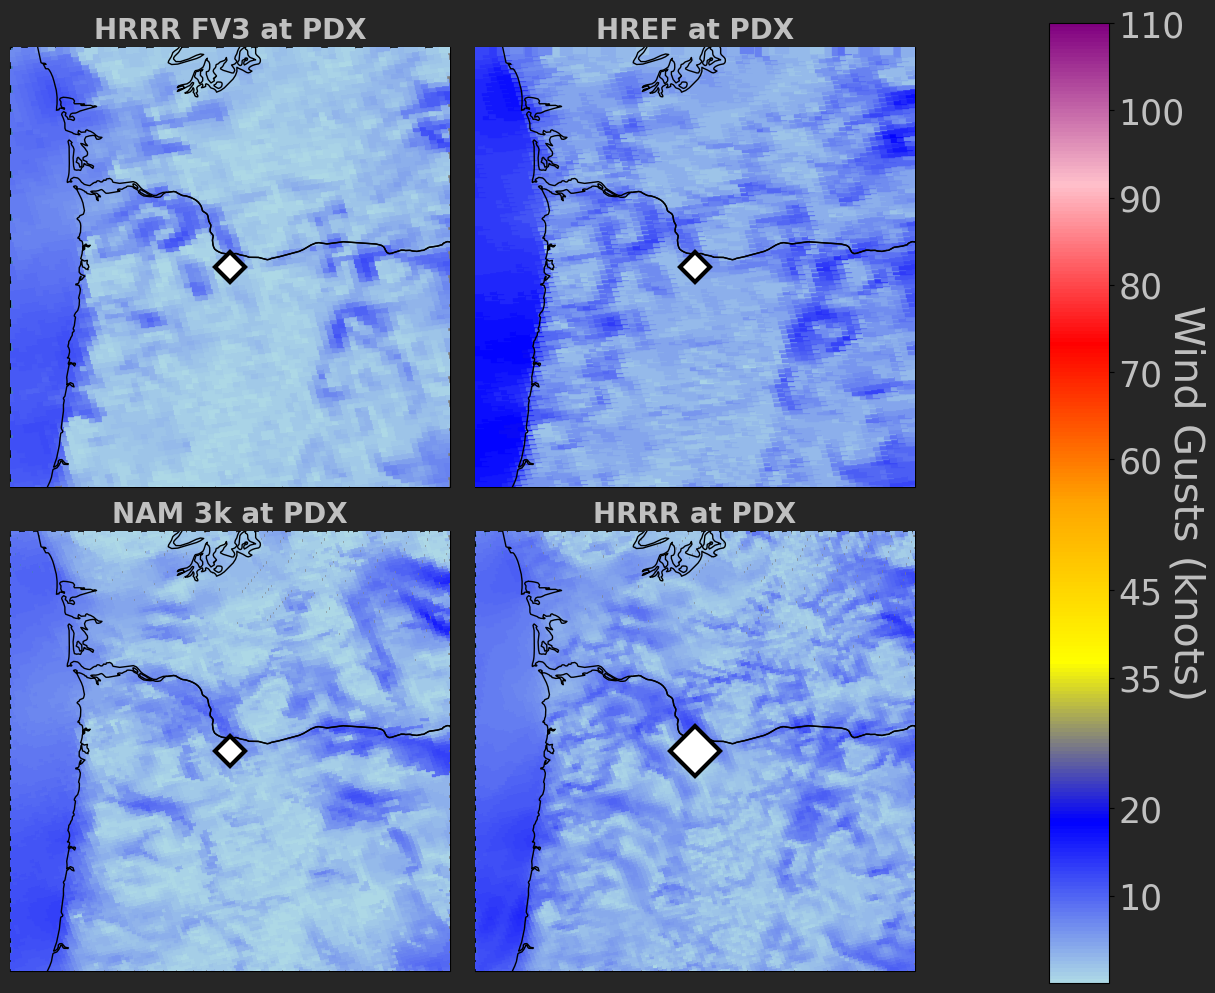 HRRR FV3 at PDX
HREF at PDX
NAM 3k at PDX
HRRR at PDX
110
100
90
80
70
60
45
35
20
10
Wind Gusts (knots)